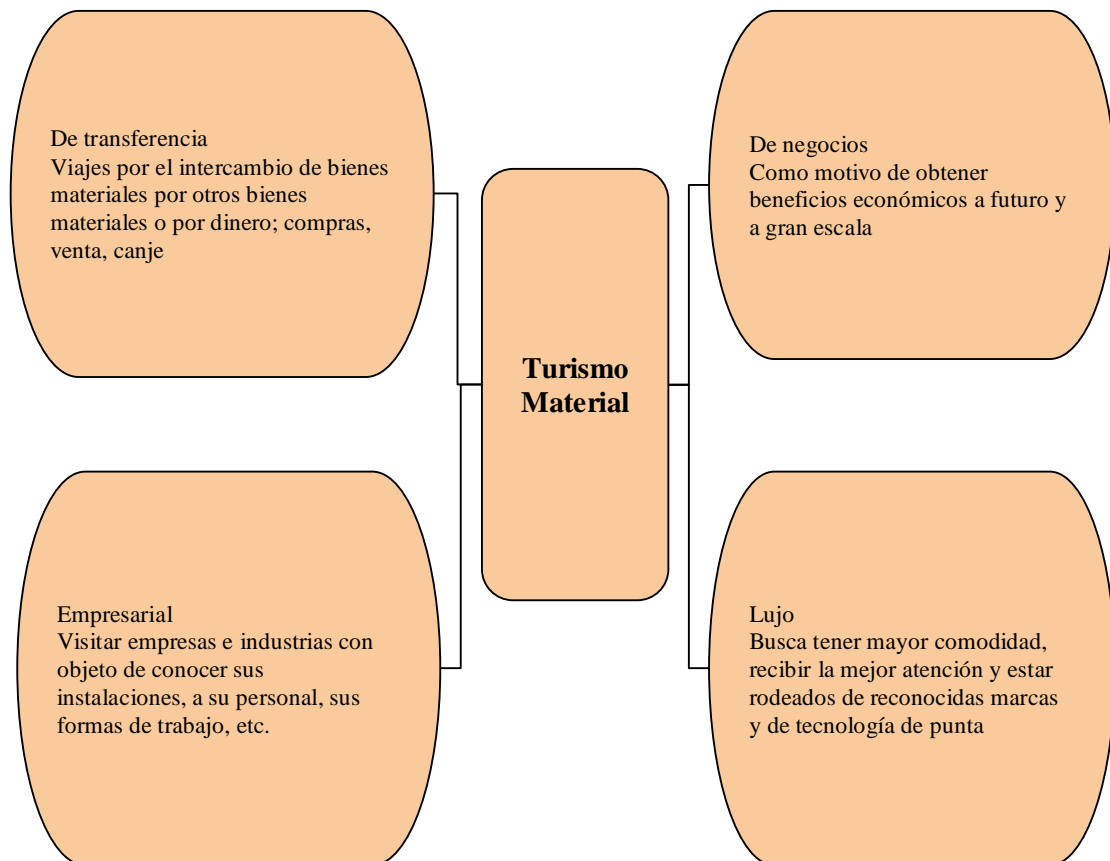 De transferencia
Viajes por el intercambio de bienes
materiales por otros bienes
materiales o por dinero; compras,
venta, canje
De negocios
Como motivo de obtener
beneficios económicos a futuro y
a gran escala
Turismo
Material
Empresarial
Visitar empresas e industrias con
objeto de conocer sus
instalaciones, a su personal, sus
formas de trabajo, etc.
Lujo
Busca tener mayor comodidad,
recibir la mejor atención y estar
rodeados de reconocidas marcas
y de tecnología de punta